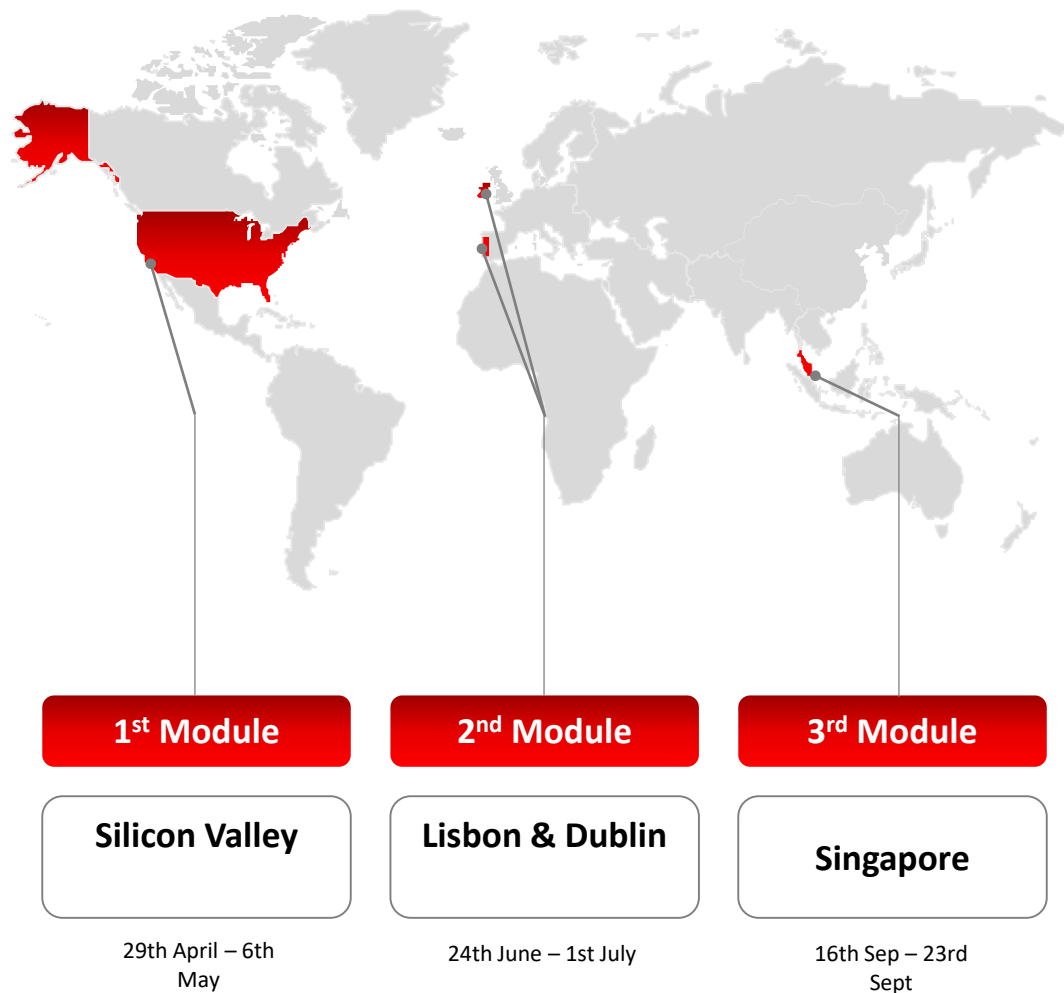 1st Module
2nd Module
3rd Module
Silicon Valley
Lisbon & Dublin
Singapore
29th April – 6th
May
24th June – 1st July
16th Sep – 23rd
Sept